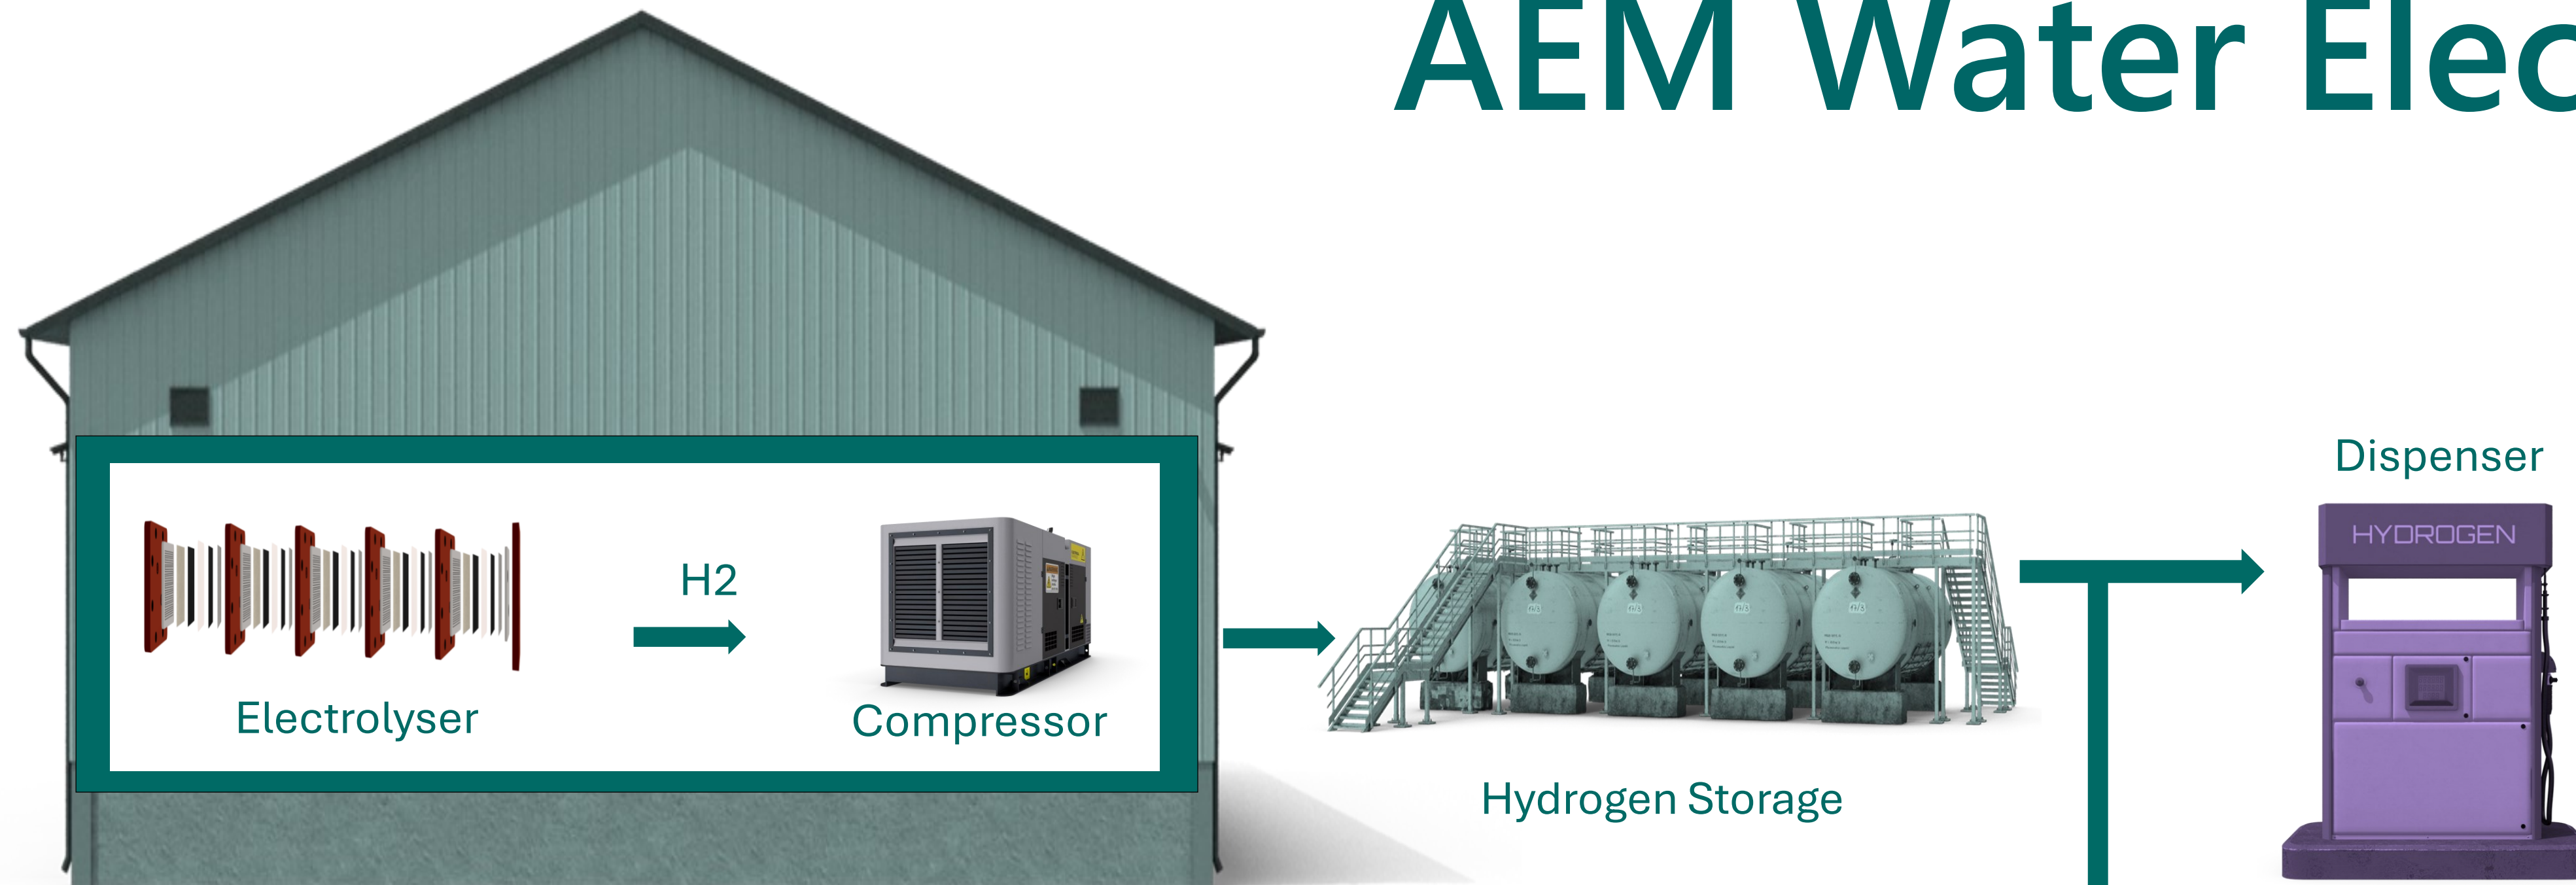 AEM Water Elec
Dispenser
HYDROGEN
H2
Electrolyser
Compressor
Hydrogen Storage